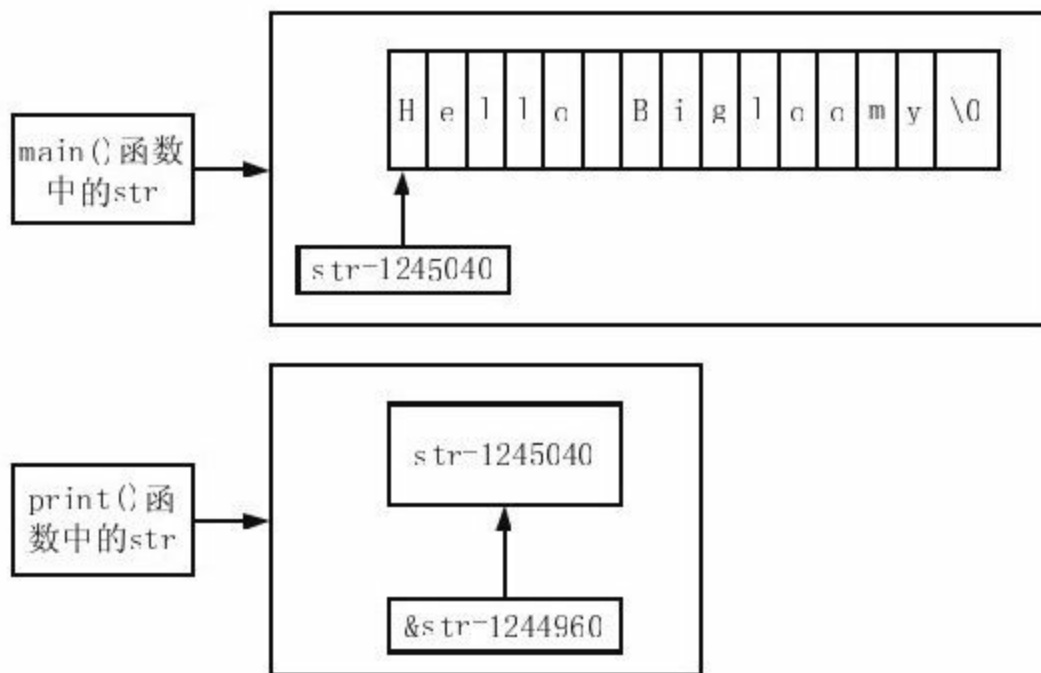 main()函数
中的str
H e l l o B i g l o o m y \0
str-1245040
print()函
数中的str
str-1245040
&str-1244960